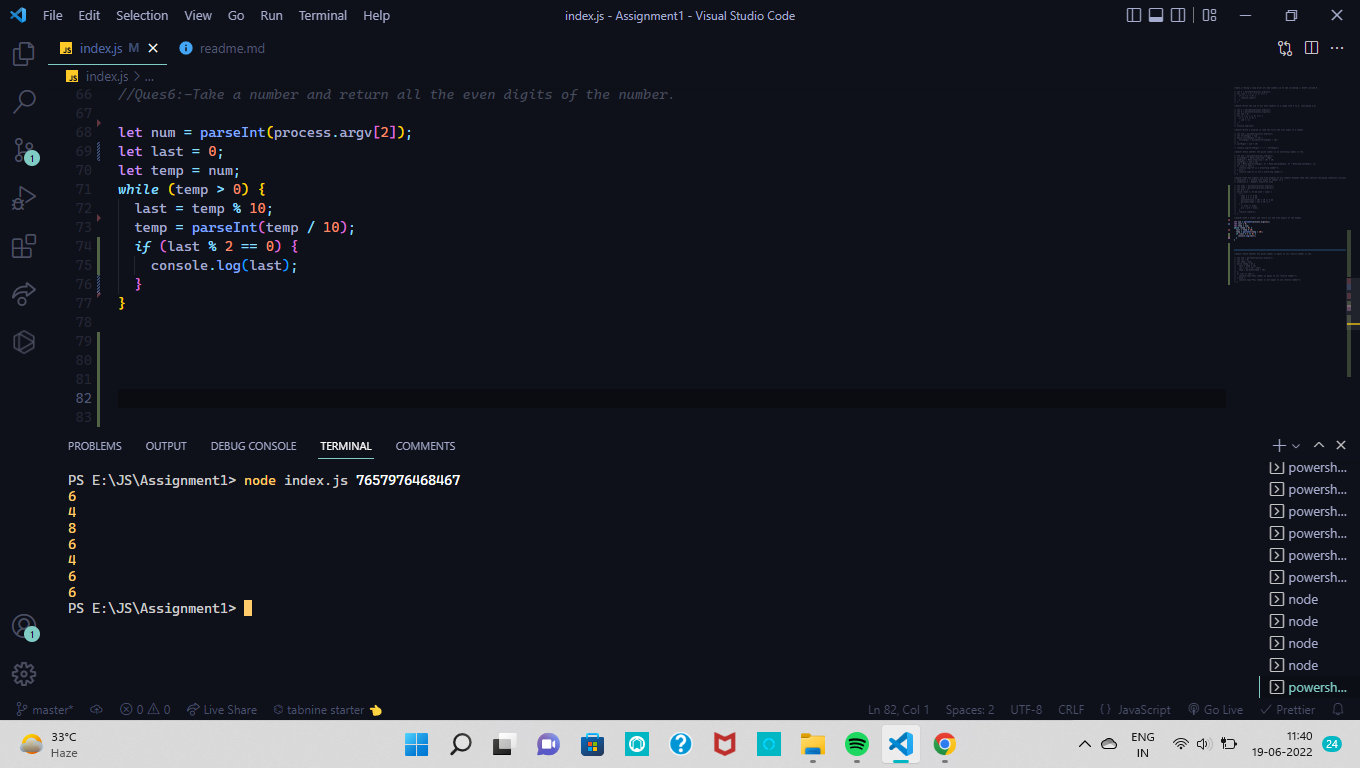 File Edit Selection View Go Run Terminal Help index.js - Assignment1 - Visual Studio Code
JS index.js M readme.md
JS index.js > ...
66 //Ques6:-Take a number and return all the even digits of the number.
67
68 let num = parseInt(process.argv[2]);
69 let last = 0;
70 let temp = num;
71 while (temp > 0) {
72 last = temp % 10;
73 temp = parseInt(temp / 10);
74 if (last % 2 == 0) {
75 console.log(last);
76 }
77 }
78
79
80
81
82
83
PROBLEMS OUTPUT DEBUG CONSOLE TERMINAL COMMENTS
PS E:\JS\Assignment1> node index.js 7657976468467
6
4
8
6
4
6
6
PS E:\JS\Assignment1>
powersh...
powersh...
powersh...
powersh...
powersh...
powersh...
node
node
node
node
powersh...
1
1
master* 0 0 Live Share tabnine starter Ln 82, Col 1 Spaces: 2 UTF-8 CRLF { } JavaScript Go Live Prettier
33°C
Haze
ENG
IN
11:40
19-06-2022
24